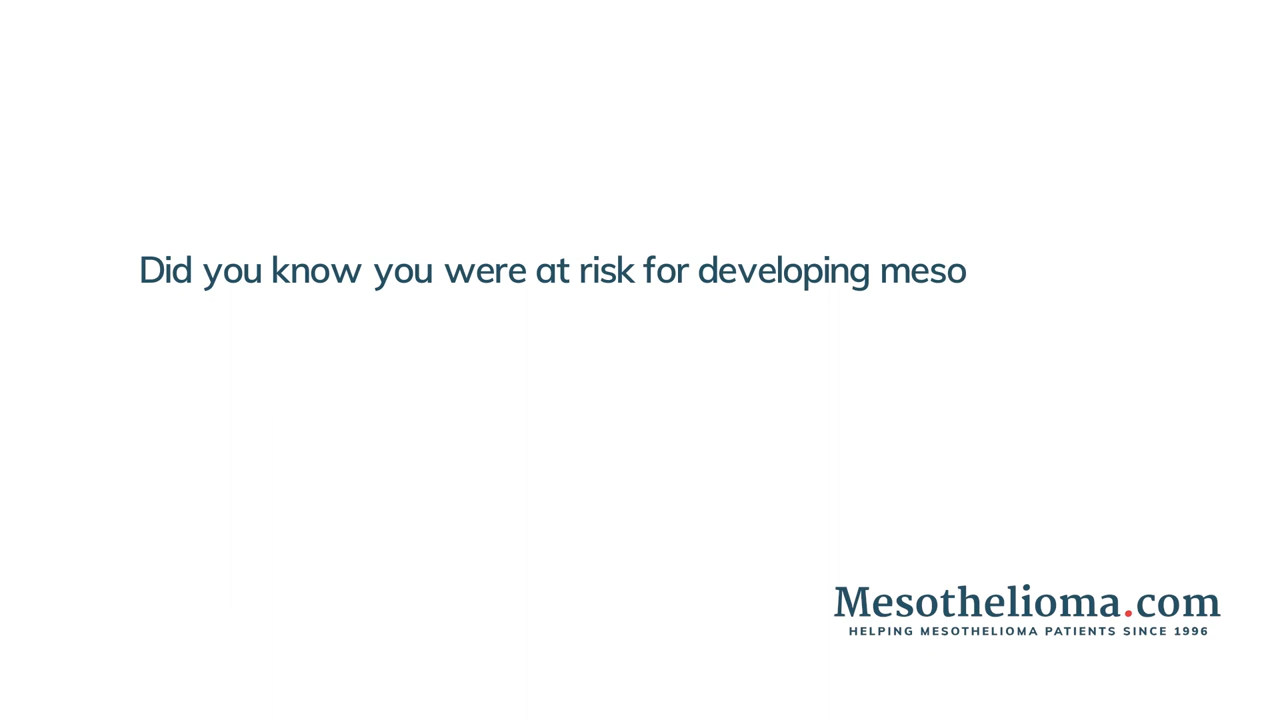 Did you know you were at risk for developing meso
Mesothelioma.com
HELPING MESOTHELIOMA PATIENTS SINCE 1996